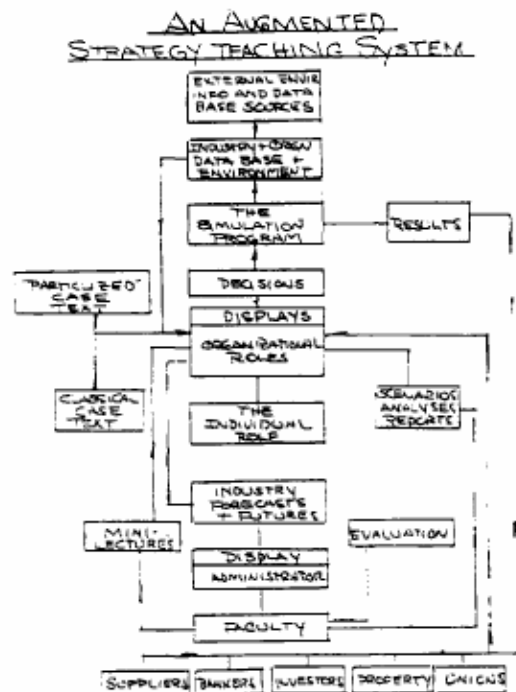 AN AUGMENTED
STRATEGY TEACHING SYSTEM
EXTERNAL ENVIR
INFO AND DATA
BASE SOURCES
INDUSTRY + OPEN
DATA BASE +
ENVIRONMENT
THE
SIMULATION
PROGRAM
RESULTS
"PARTICLIZED"
CASE
TEXT
DECISIONS
DISPLAYS
ORGANIZATIONAL
ROLES
CLASSICAL
CASE
TEXT
THE
INDIVIDUAL
ROLE
SCENARIOS
ANALYSES
REPORTS
INDUSTRY
FORECASTS
+ FUTURES
MINI-
LECTURES
EVALUATION
DISPLAY
ADMINISTRATOR
FACULTY
SUPPLIERS BANKERS INVESTORS PROPERTY UNIONS